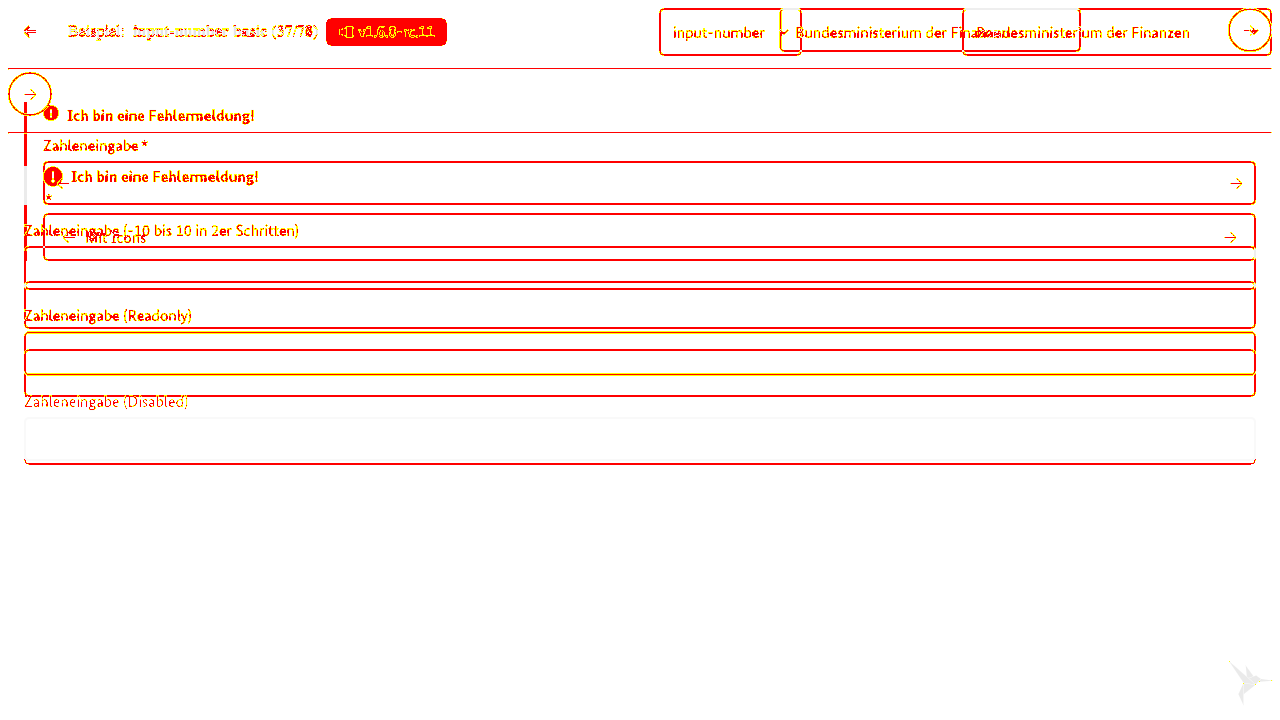 Beispiel: input-number basic (37/78) v1.6.0-rc.11
input-number
Bundesministerium der Finanzen
Bundesministerium der Finanzen
Ich bin eine Fehlermeldung!
Zahleneingabe *
Ich bin eine Fehlermeldung!
*
Zahleneingabe (-10 bis 10 in 2er Schritten)
Mit Icons
Zahleneingabe (Readonly)
Zahleneingabe (Disabled)